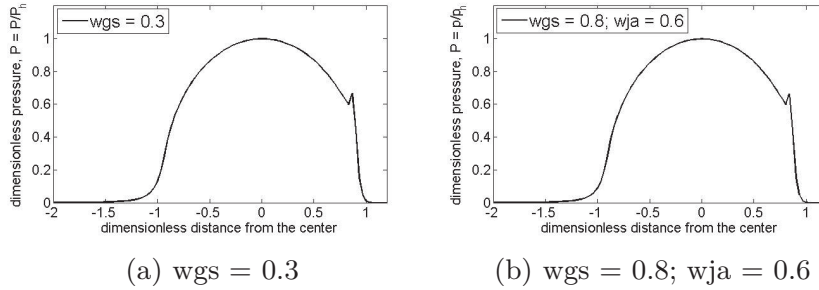 wgs = 0.3
dimensionless pressure, P = P/Pₕ
1
0.8
0.6
0.4
0.2
0
-2 -1.5 -1 -0.5 0 0.5 1
dimensionless distance from the center
(a) wgs = 0.3
wgs = 0.8; wja = 0.6
dimensionless pressure, P = p/pₕ
1
0.8
0.6
0.4
0.2
0
-2 -1.5 -1 -0.5 0 0.5 1
dimensionless distance from the center
(b) wgs = 0.8; wja = 0.6